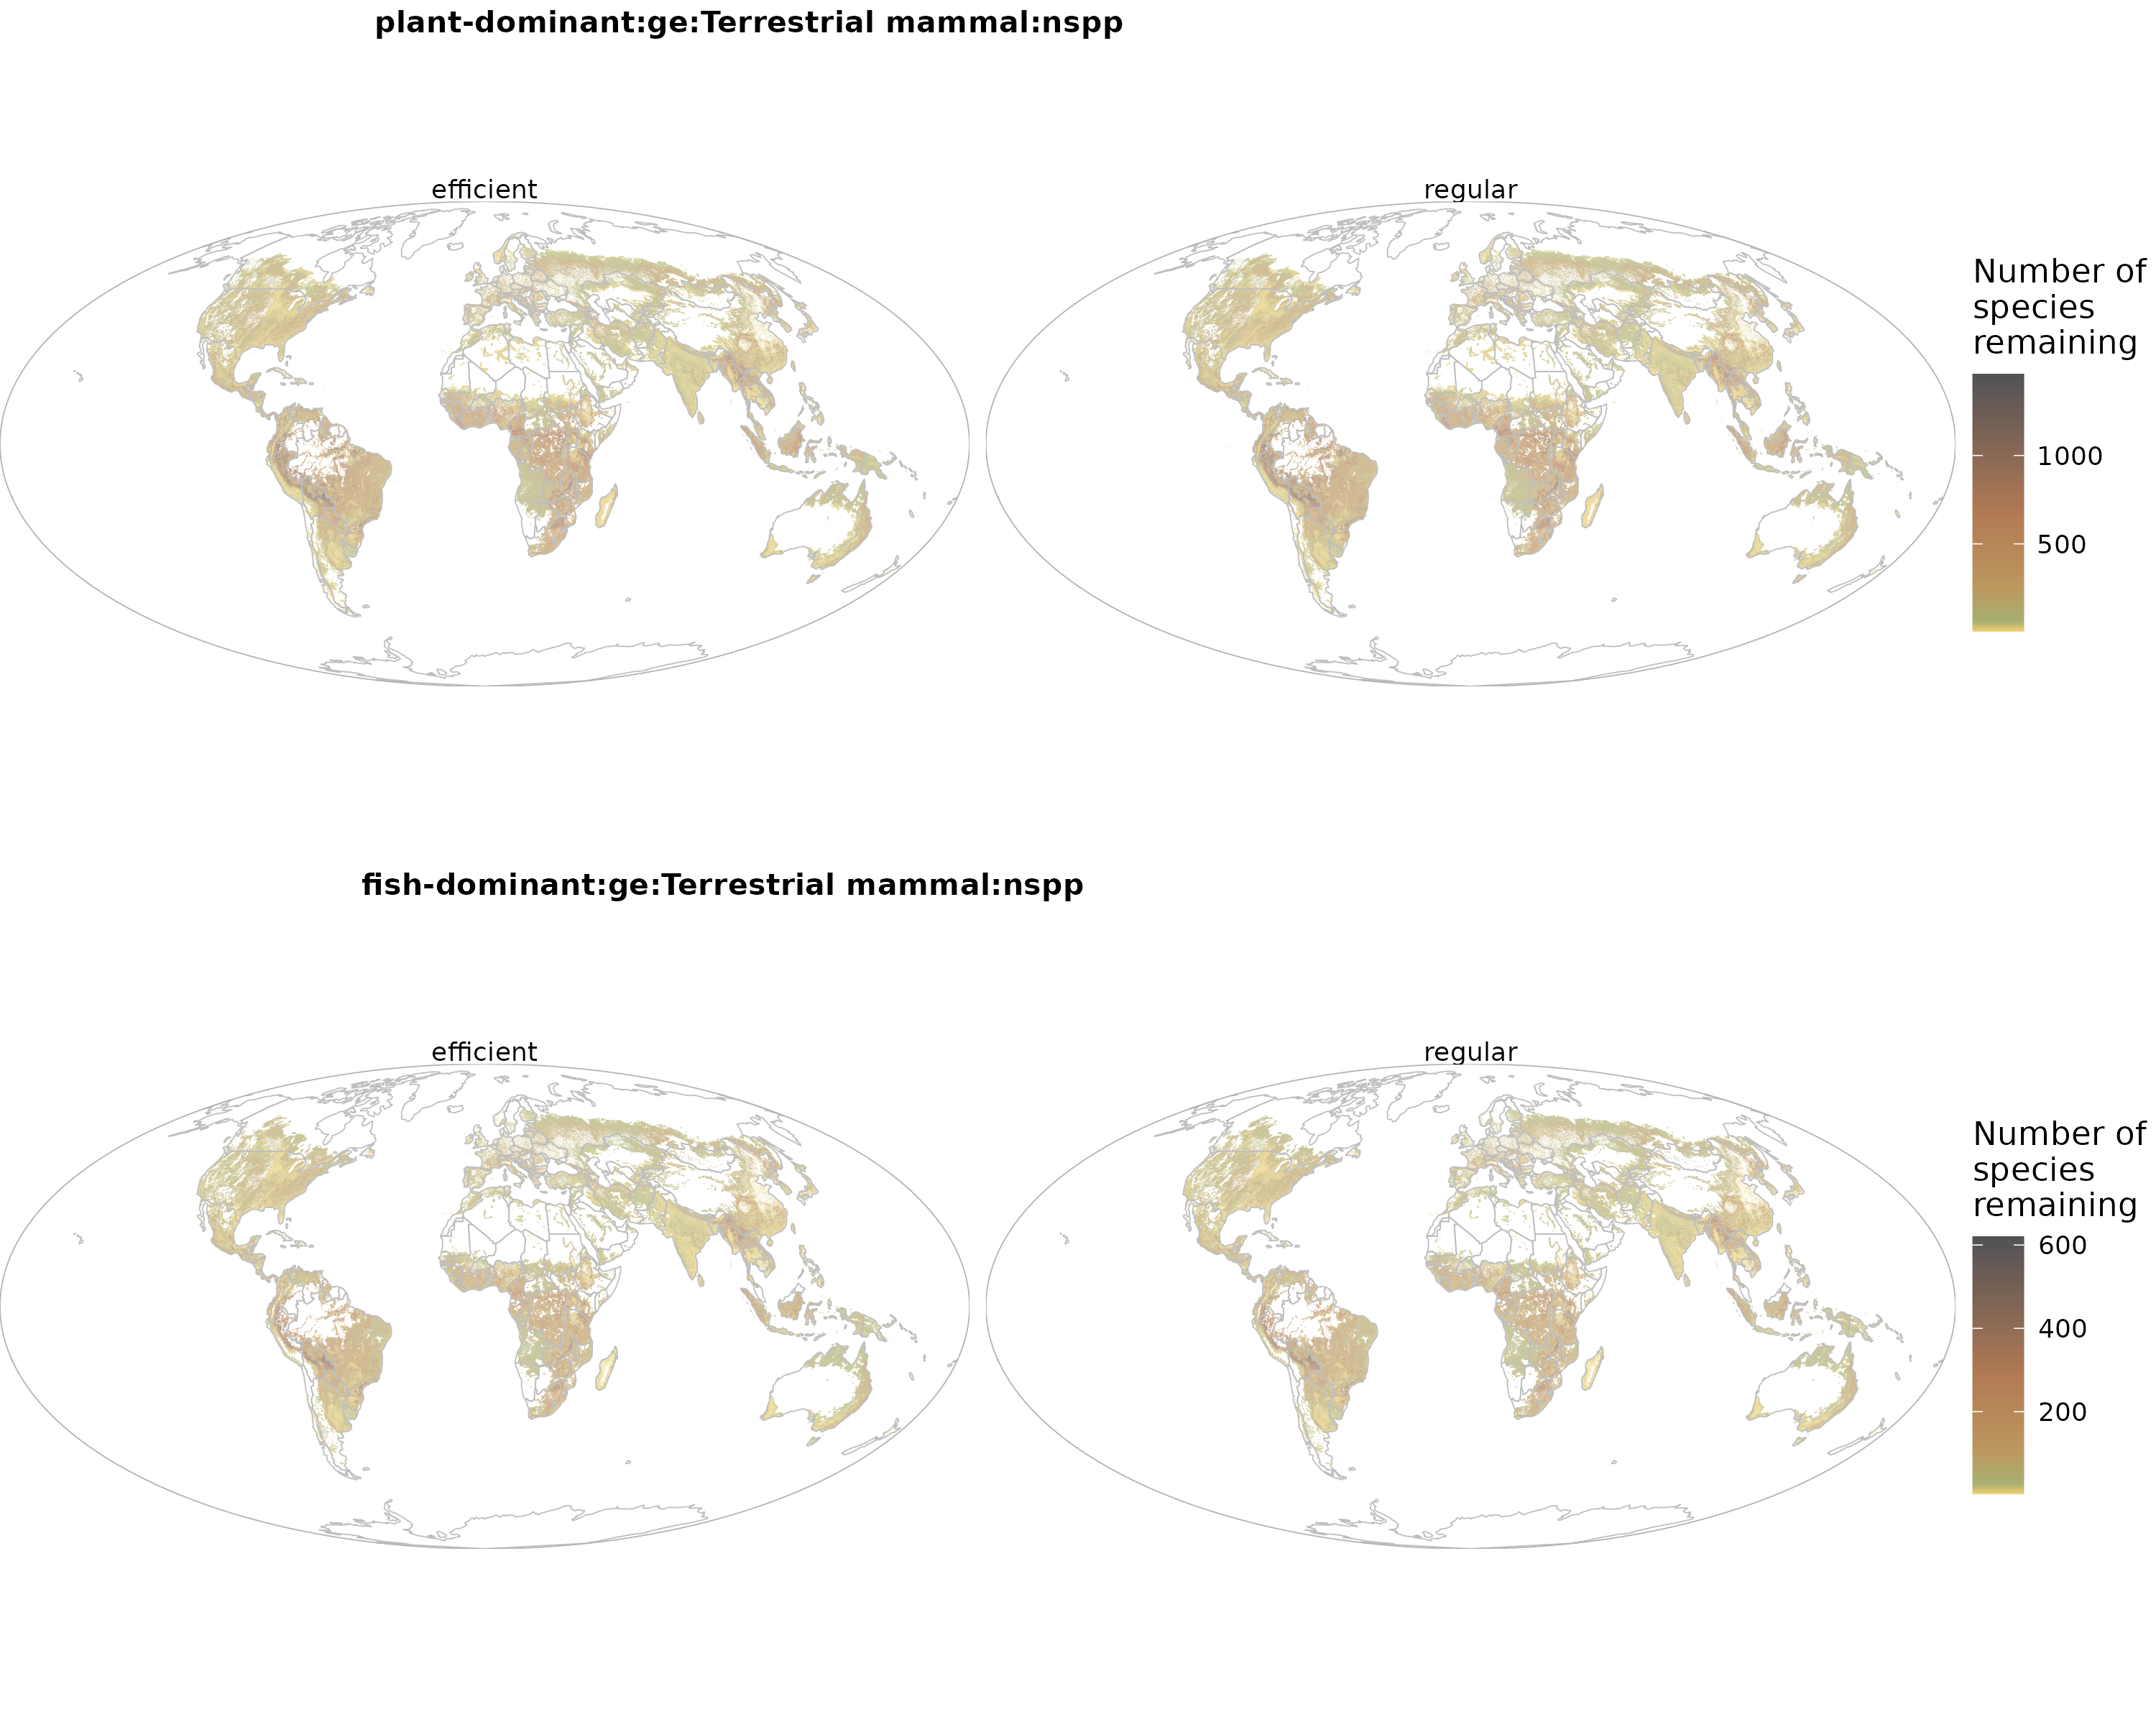 plant-dominant:ge:Terrestrial mammal:nspp
efficient
regular
Number of
species
remaining
1000
500
fish-dominant:ge:Terrestrial mammal:nspp
efficient
regular
Number of
species
remaining
600
400
200